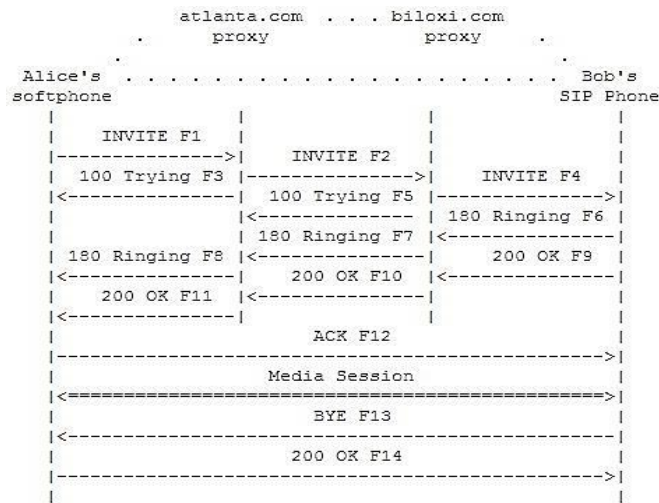 atlanta.com . . . biloxi.com
. proxy proxy .
. .
Alice's . . . . . . . . . . . . . . . . . . . . Bob's
softphone SIP Phone
| | | |
| INVITE F1 | | |
|--------------->| INVITE F2 | |
| 100 Trying F3 |--------------->| INVITE F4 |
|<---------------| 100 Trying F5 |--------------->|
| |<-------------- | 180 Ringing F6 |
| | 180 Ringing F7 |<---------------|
| 180 Ringing F8 |<---------------| 200 OK F9 |
|<---------------| 200 OK F10 |<---------------|
| 200 OK F11 |<---------------| |
|<---------------| | |
| ACK F12 |
|------------------------------------------------->|
| Media Session |
|<================================================>|
| BYE F13 |
|<-------------------------------------------------|
| 200 OK F14 |
|------------------------------------------------->|
| |